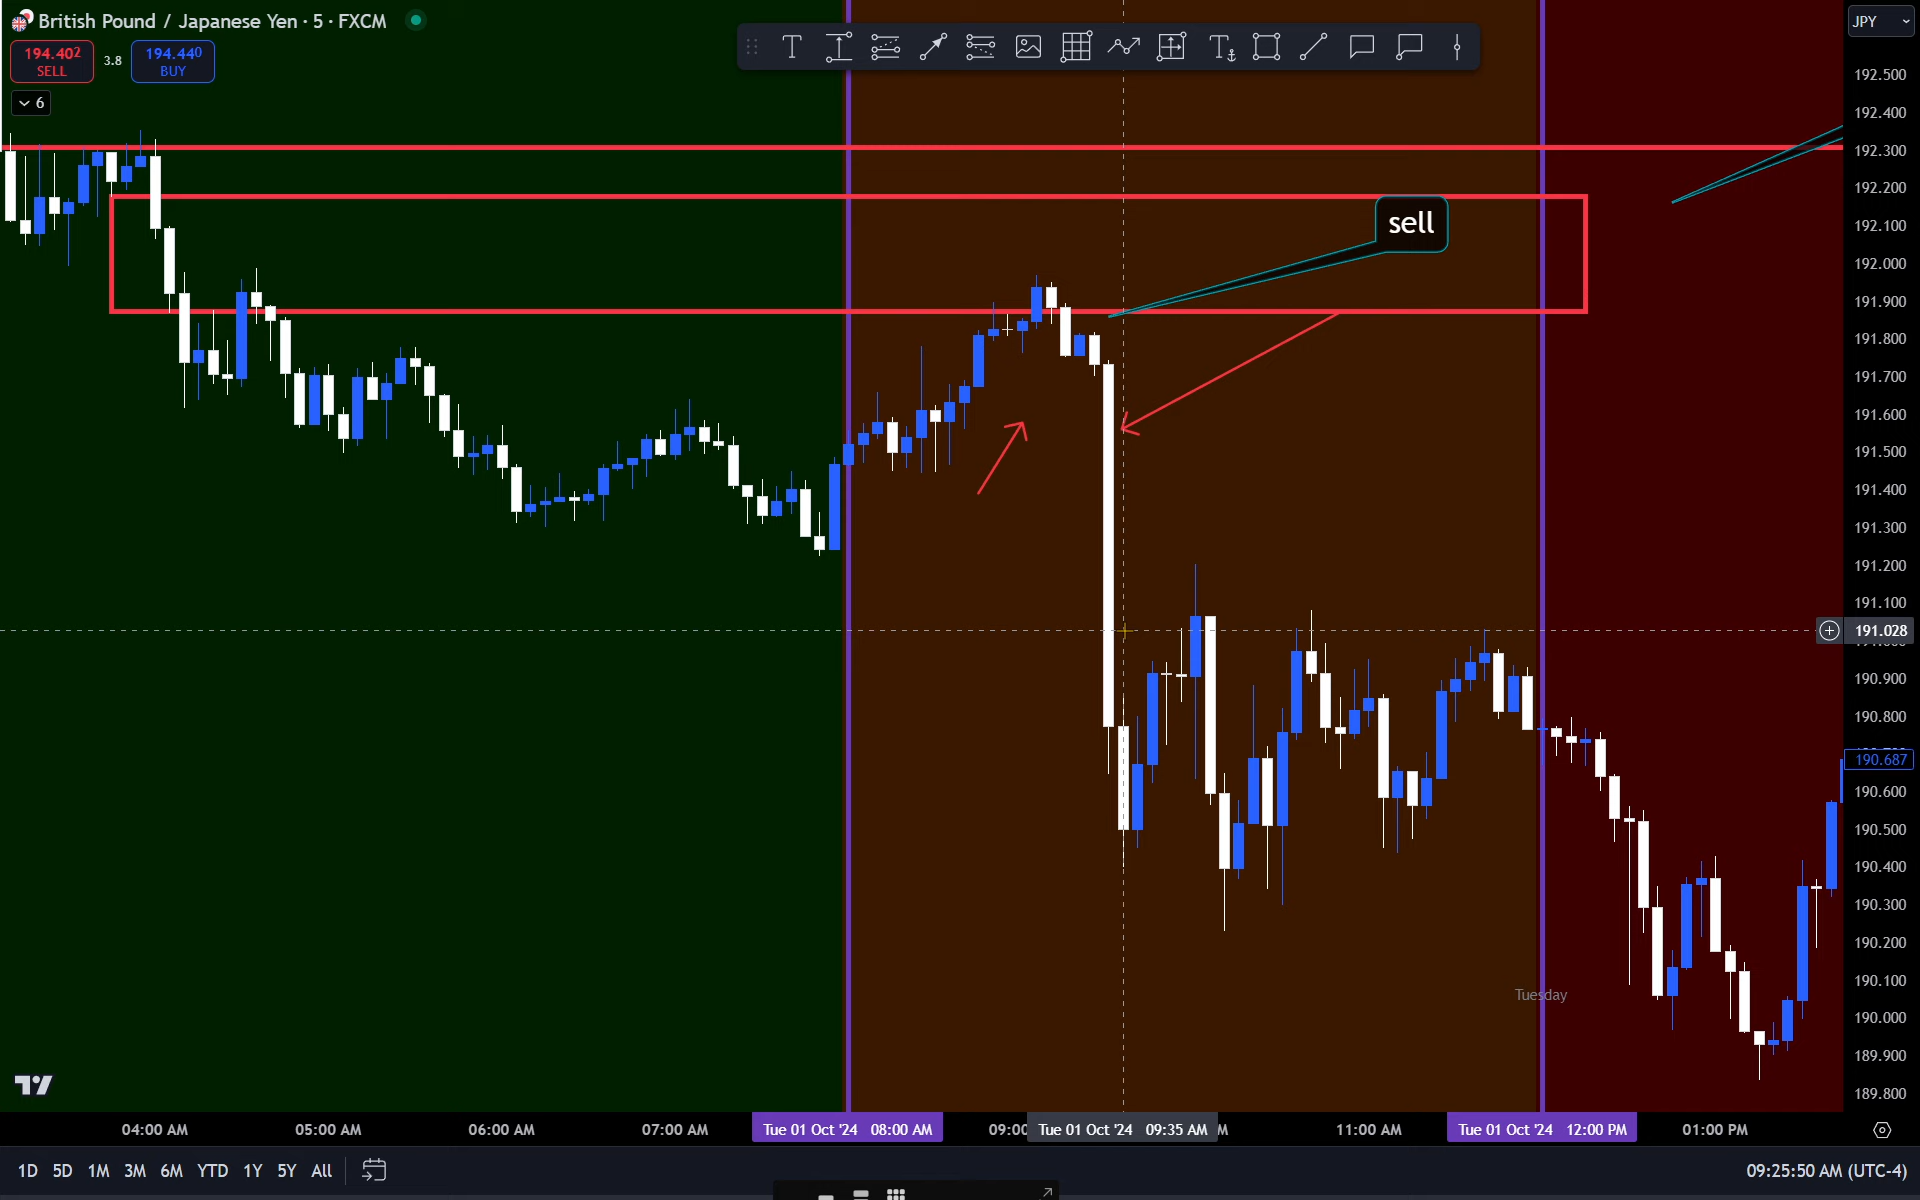 British Pound / Japanese Yen · 5 · FXCM
194.402
SELL
3.8
194.440
BUY
6
JPY
192.500
192.400
192.300
192.200
192.100
192.000
191.900
191.800
191.700
191.600
191.500
191.400
191.300
191.200
191.100
191.028
190.900
190.800
190.687
190.600
190.500
190.400
190.300
190.200
190.100
190.000
189.900
189.800
sell
Tuesday
04:00 AM
05:00 AM
06:00 AM
07:00 AM
Tue 01 Oct '24 08:00 AM
09:00
Tue 01 Oct '24 09:35 AM
11:00 AM
Tue 01 Oct '24 12:00 PM
01:00 PM
1D 5D 1M 3M 6M YTD 1Y 5Y All
09:25:50 AM (UTC-4)